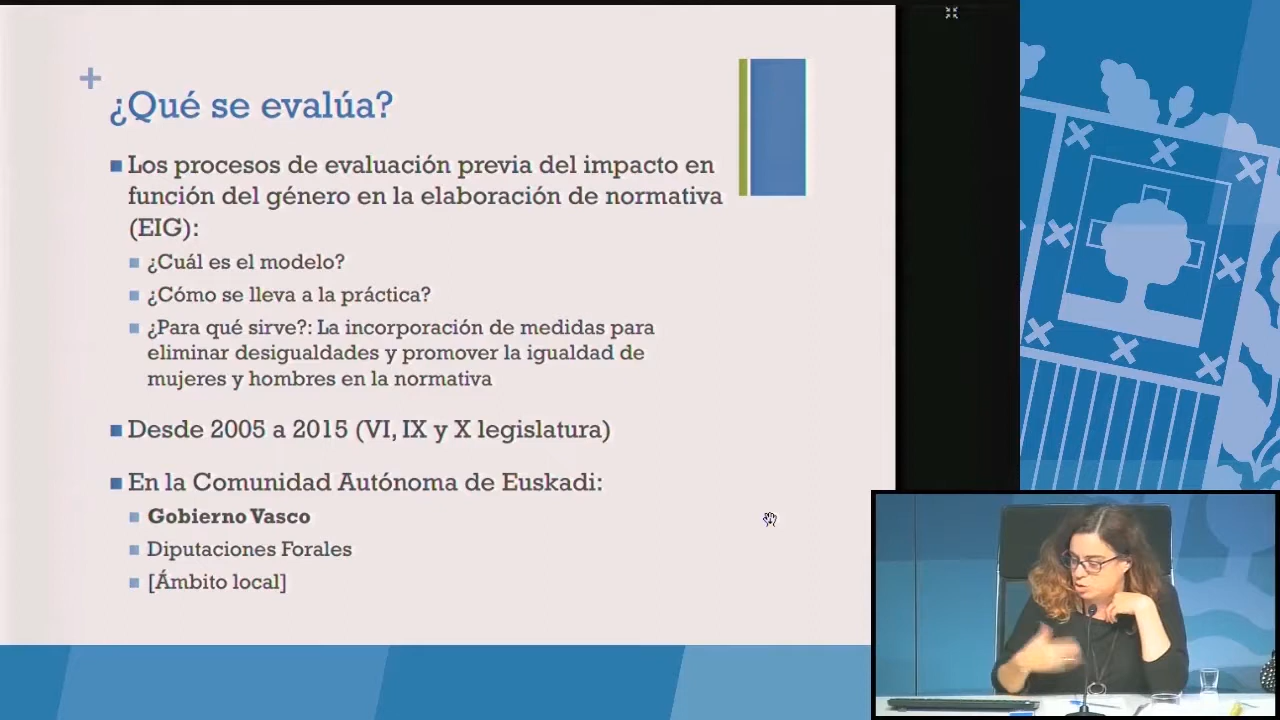 ¿Qué se evalúa?
Los procesos de evaluación previa del impacto en
función del género en la elaboración de normativa
(EIG):
¿Cuál es el modelo?
¿Cómo se lleva a la práctica?
¿Para qué sirve?: La incorporación de medidas para
eliminar desigualdades y promover la igualdad de
mujeres y hombres en la normativa
Desde 2005 a 2015 (VI, IX y X legislatura)
En la Comunidad Autónoma de Euskadi:
Gobierno Vasco
Diputaciones Forales
[Ámbito local]